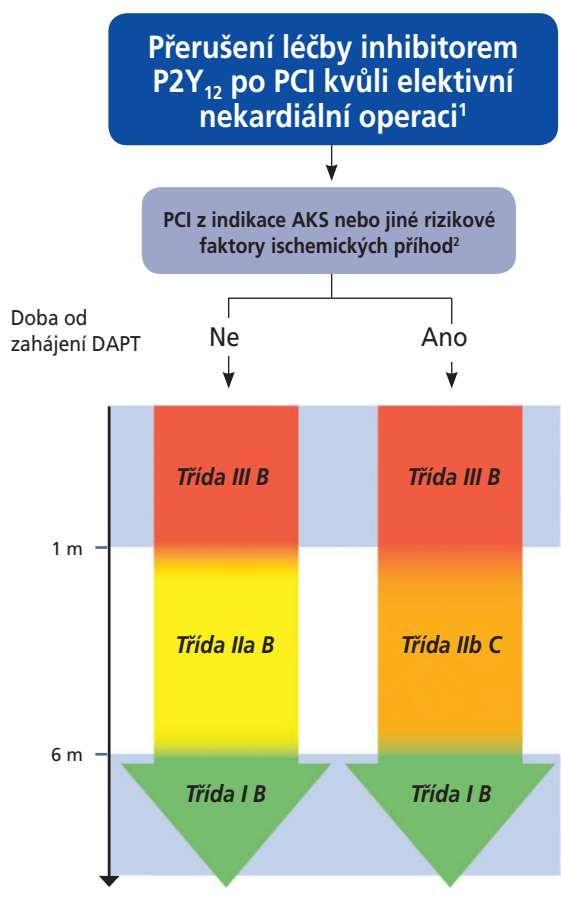 Přerušení léčby inhibitorem
P2Y12 po PCI kvůli elektivní
nekardiální operaci1
PCI z indikace AKS nebo jiné rizikové
faktory ischemických příhod2
Doba od
zahájení DAPT
Ne
Ano
Třída III B
Třída III B
1 m
Třída IIa B
Třída IIb C
6 m
Třída I B
Třída I B